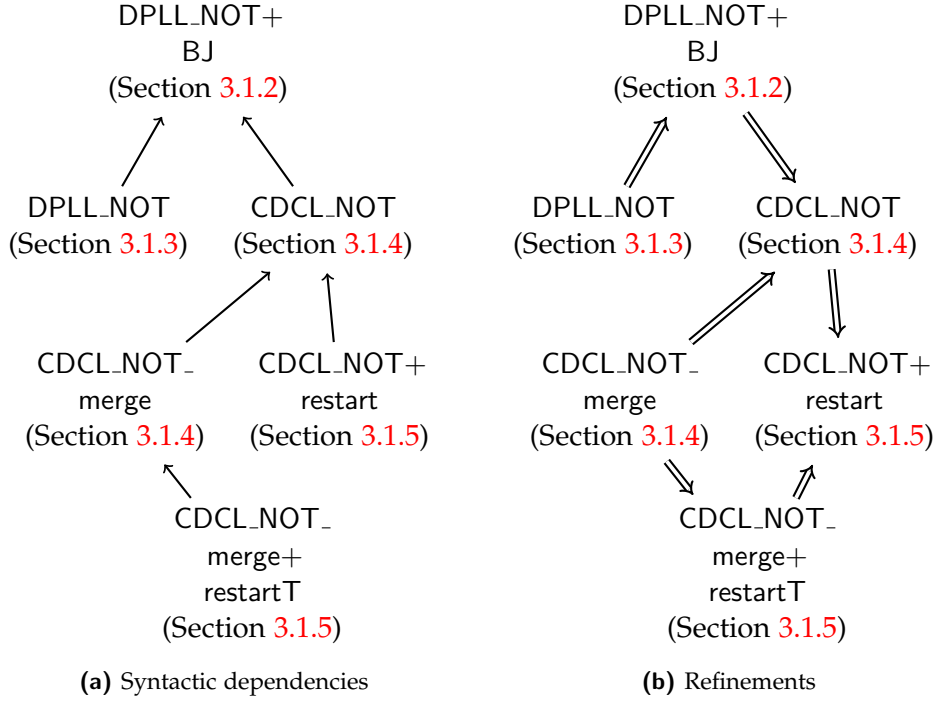 DPLL_NOT+
BJ
(Section 3.1.2)
DPLL_NOT
(Section 3.1.3)
CDCL_NOT
(Section 3.1.4)
CDCL_NOT_
merge
(Section 3.1.4)
CDCL_NOT+
restart
(Section 3.1.5)
CDCL_NOT_
merge+
restartT
(Section 3.1.5)
(a) Syntactic dependencies
DPLL_NOT+
BJ
(Section 3.1.2)
DPLL_NOT
(Section 3.1.3)
CDCL_NOT
(Section 3.1.4)
CDCL_NOT_
merge
(Section 3.1.4)
CDCL_NOT+
restart
(Section 3.1.5)
CDCL_NOT_
merge+
restartT
(Section 3.1.5)
(b) Refinements